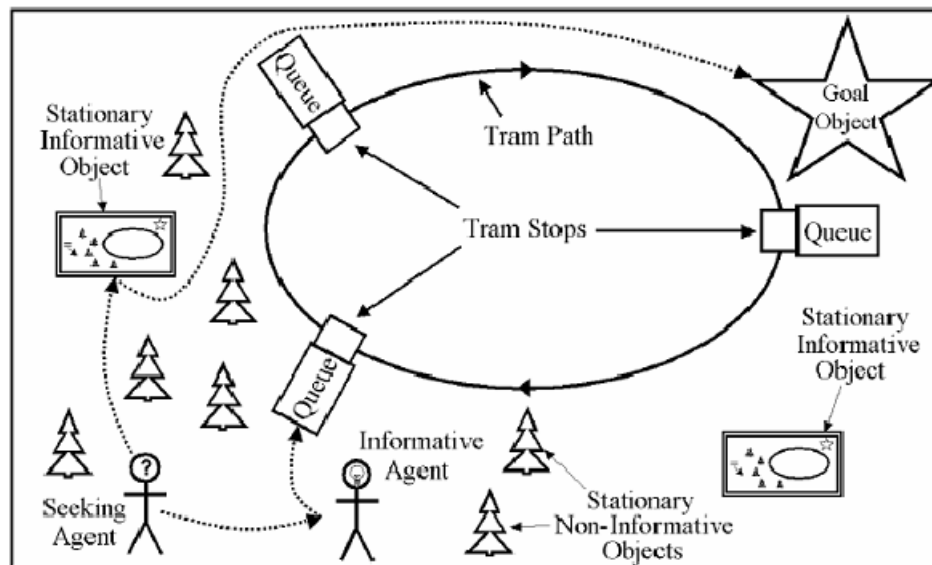 Queue
Goal
Object
Stationary
Informative
Object
Tram Path
Tram Stops
Queue
Stationary
Informative
Object
Queue
Informative
Agent
?
Seeking
Agent
Stationary
Non-Informative
Objects